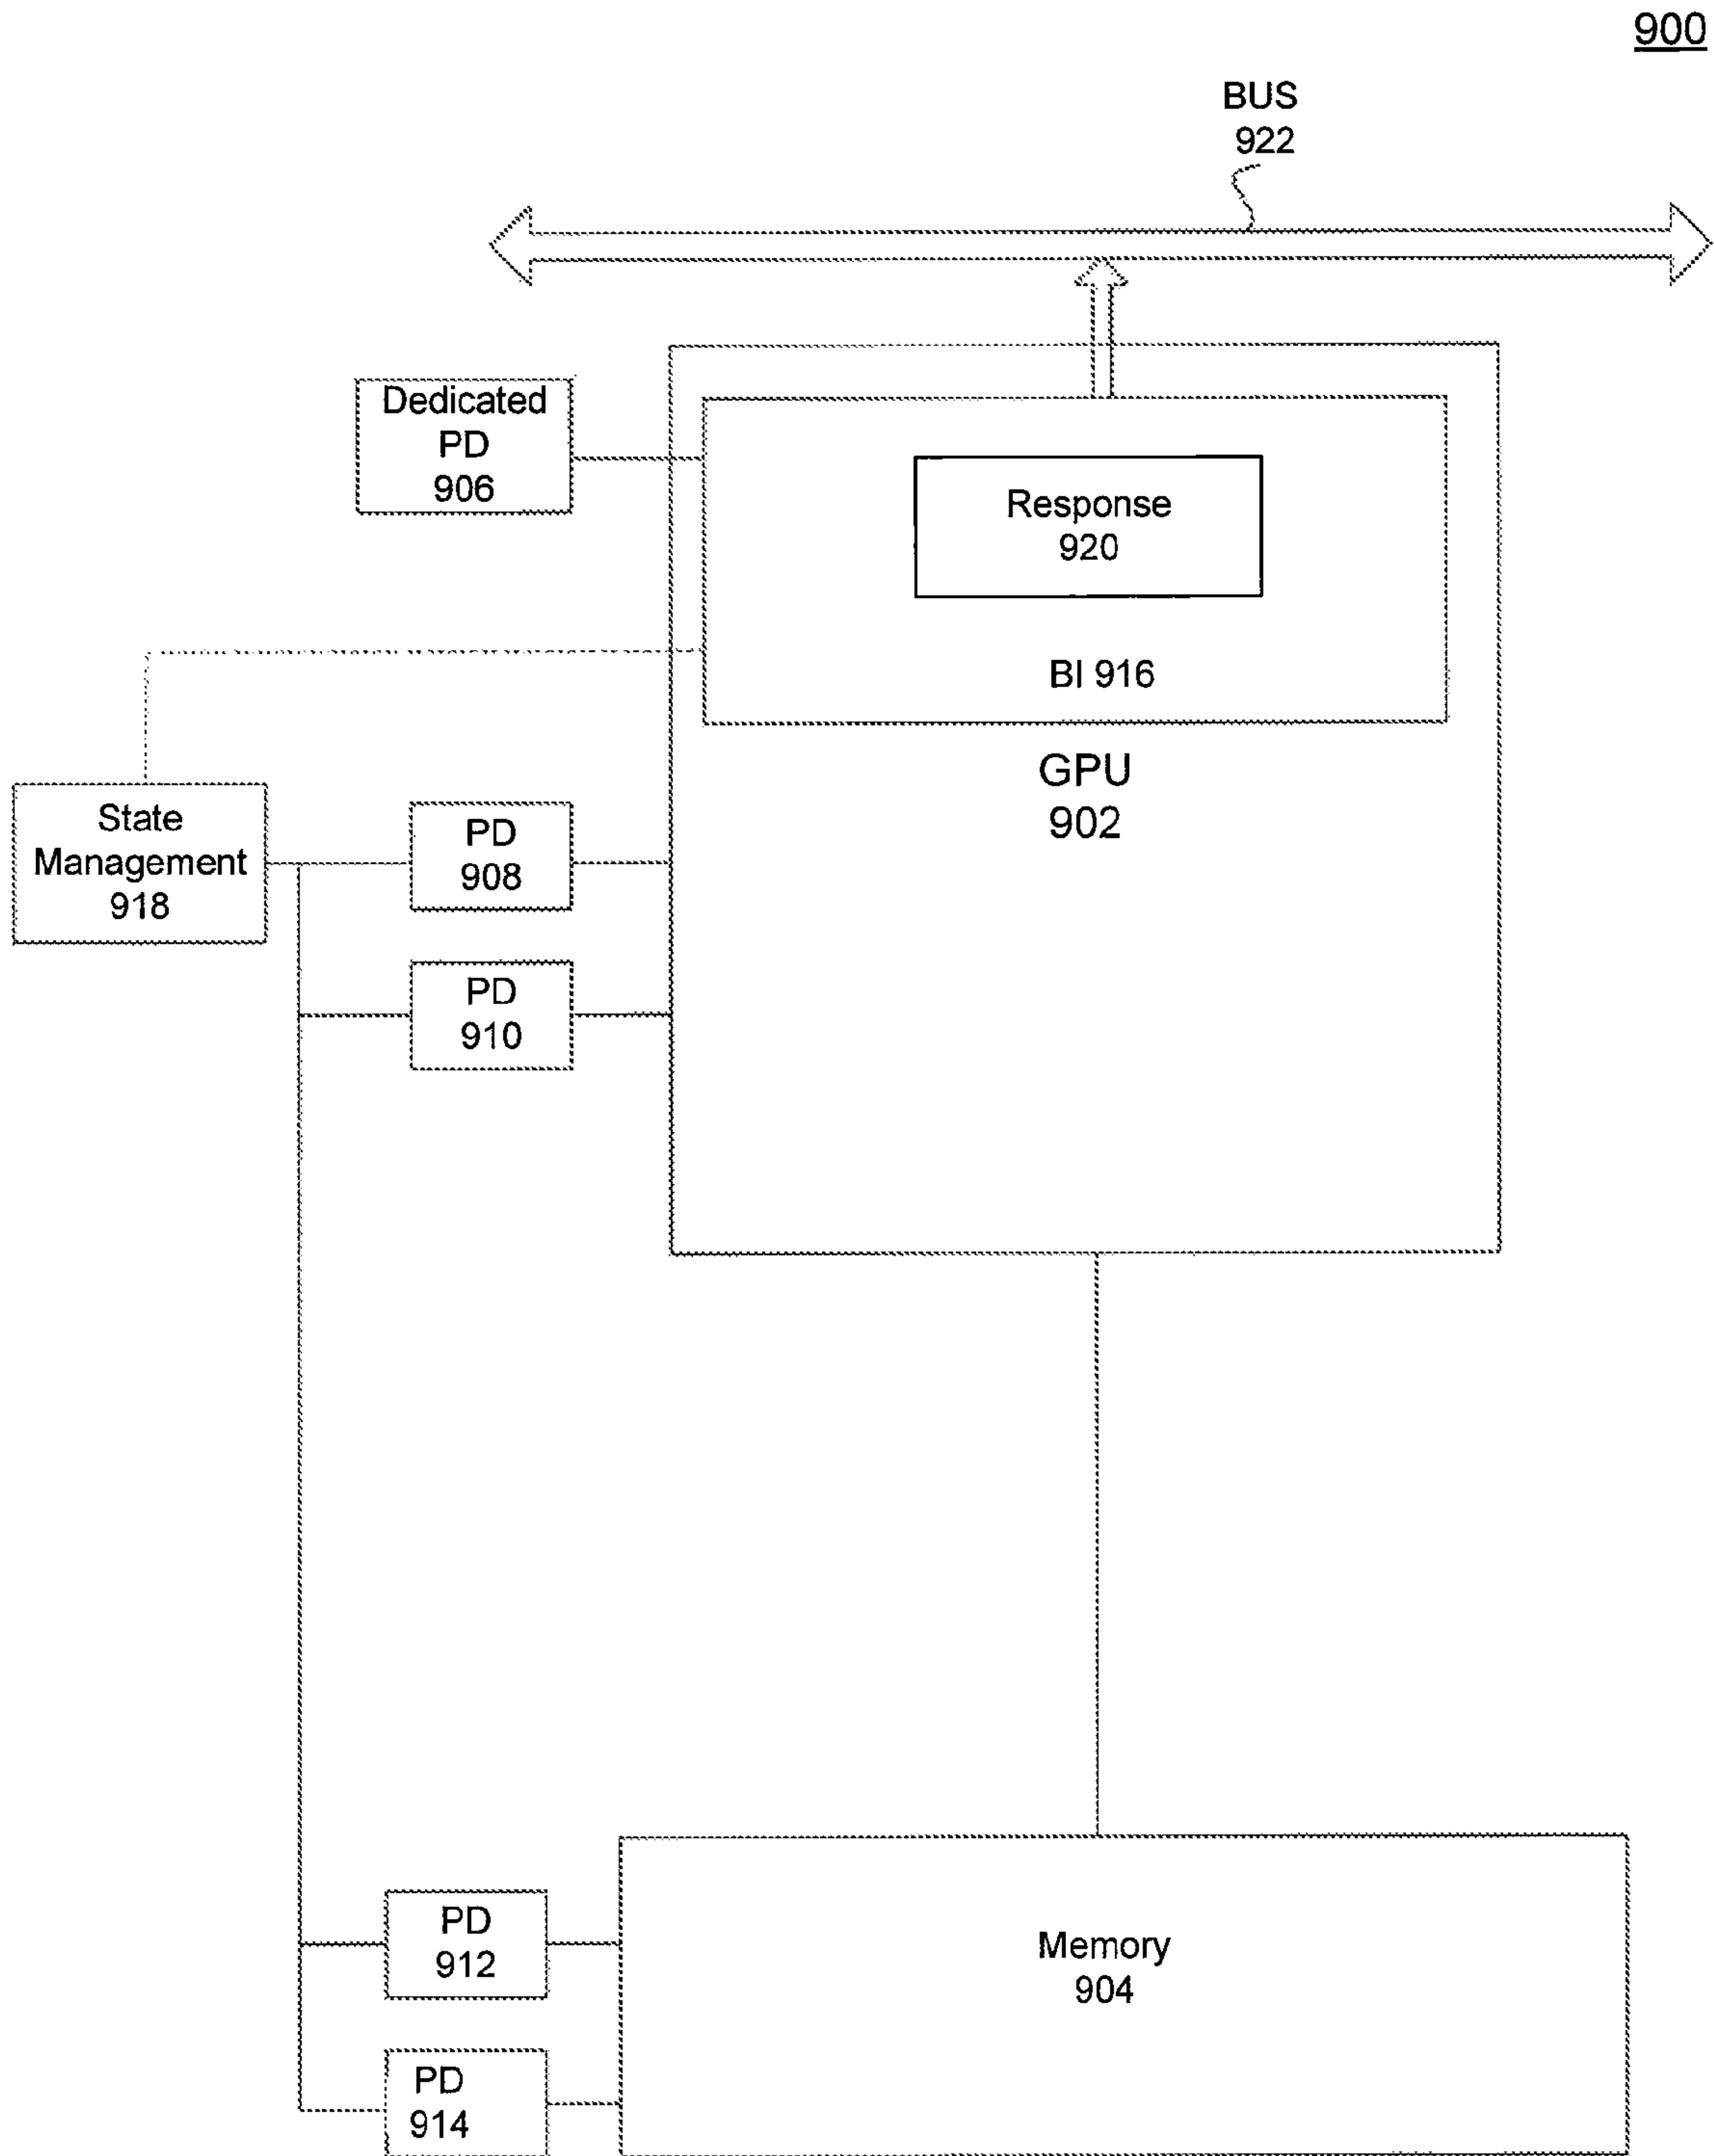 900
BUS
922
Dedicated
PD
906
Response
920
BI 916
GPU
902
State
Management
918
PD
908
PD
910
PD
912
Memory
904
PD
914